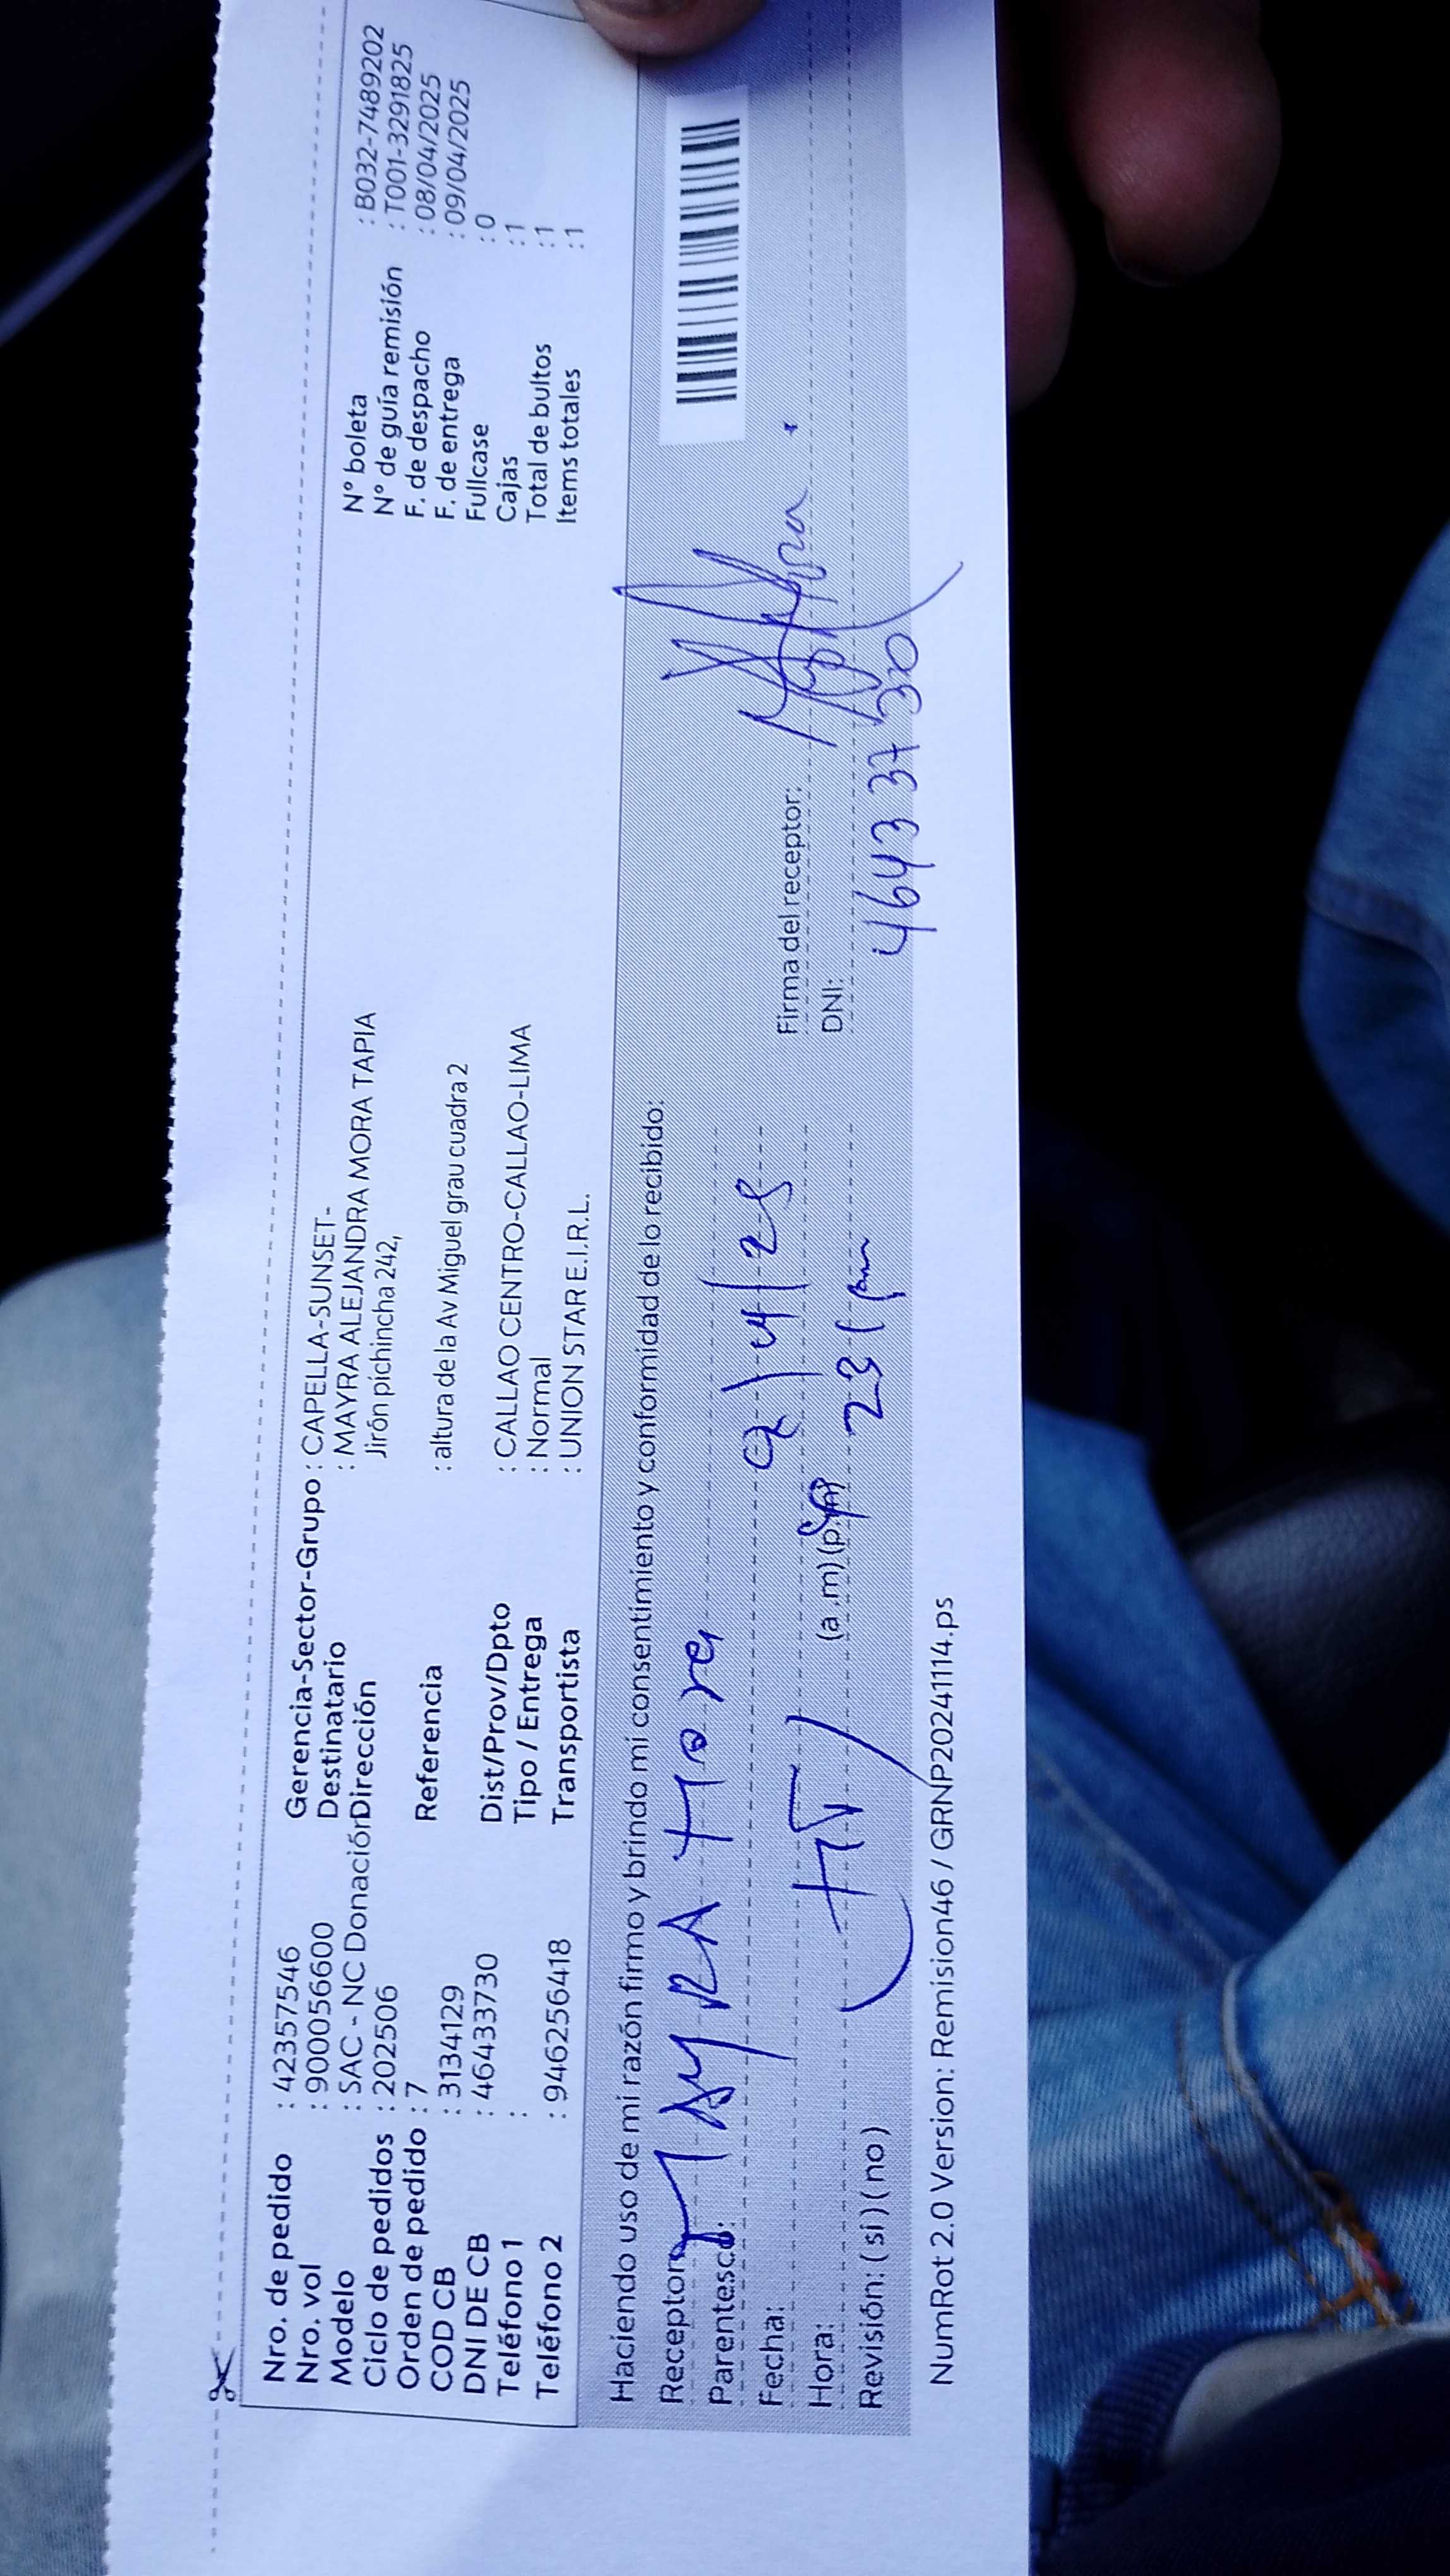 Nro. de pedido : 42357546
Nro. vol : 9000566600
Modelo : SAC - NC Donación
Ciclo de pedidos : 202506
Orden de pedido : 7
COD CB : 3134129
DNI DE CB : 46433730
Teléfono 1 :
Teléfono 2 : 946256418
Gerencia-Sector-Grupo : CAPELLA-SUNSET-
Destinatario : MAYRA ALEJANDRA MORA TAPIA
Dirección Jirón pichincha 242,
Referencia : altura de la Av Miguel grau cuadra 2
Dist/Prov/Dpto : CALLAO CENTRO-CALLAO-LIMA
Tipo / Entrega : Normal
Transportista : UNION STAR E.I.R.L.
N° boleta : B032-7489202
N° de guía remisión : T001-3291825
F. de despacho : 08/04/2025
F. de entrega : 09/04/2025
Fullcase : 0
Cajas : 1
Total de bultos : 1
Items totales : 1
Haciendo uso de mi razón firmo y brindo mi consentimiento y conformidad de lo recibido:
Receptor: MAYRA Mora
Parentesco:
Fecha: 9/4/25
Hora: (a .m) (p.m)
Revisión: ( si ) ( no )
Firma del receptor:
DNI: 46433730
NumRot 2.0 Version: Remision46 / GRNP20241114.ps